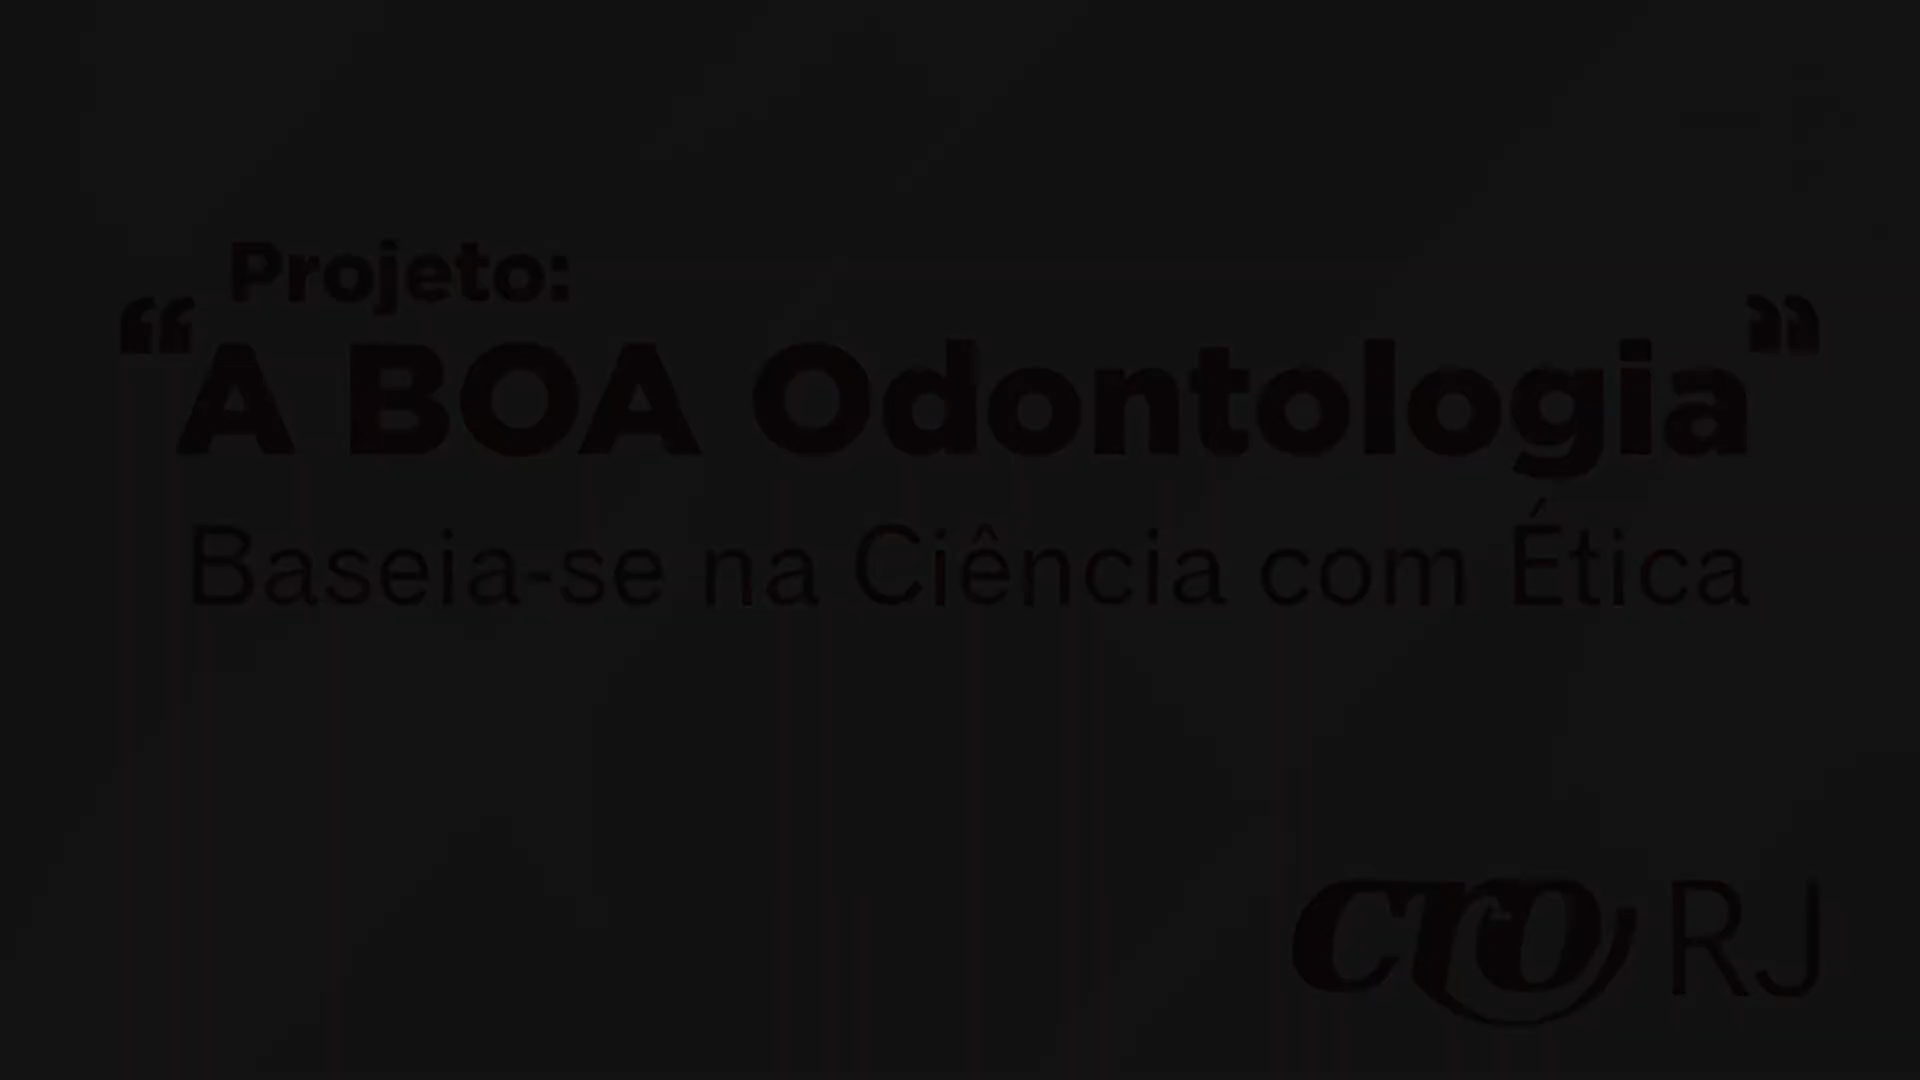 Projeto:
“A BOA Odontologia”
Baseia-se na Ciência com Ética
cro RJ